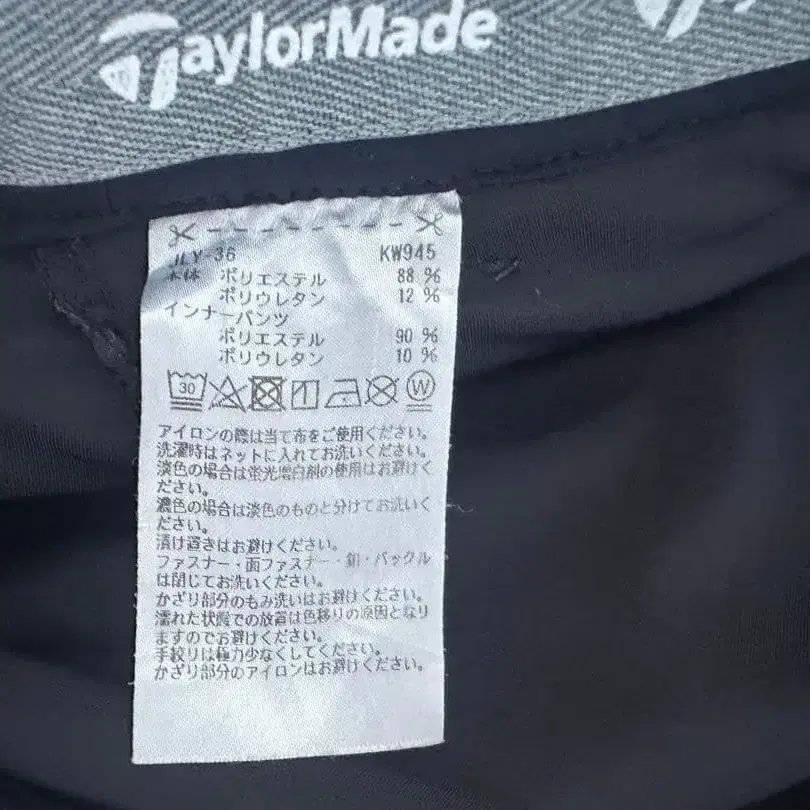 TaylorMade
JLY-36 KW945
本体 ポリエステル 88 %
ポリウレタン 12 %
インナーパンツ
ポリエステル 90 %
ポリウレタン 10 %
30 W
アイロンの際は当て布をご使用ください。
洗濯時はネットに入れてお洗いください。
淡色の場合は蛍光増白剤の使用はお避けく
ださい。
濃色の場合は淡色のものと分けてお洗いく
ださい。
漬け置きはお避けください。
ファスナー・面ファスナー・釦・バックル
は閉じてお洗いください。
かざり部分のもみ洗いはお避けください。
濡れた状態での放置は色移りの原因となり
ますのでお避けください。
手絞りは極力少なくしてください。
かざり部分のアイロンはお避けください。